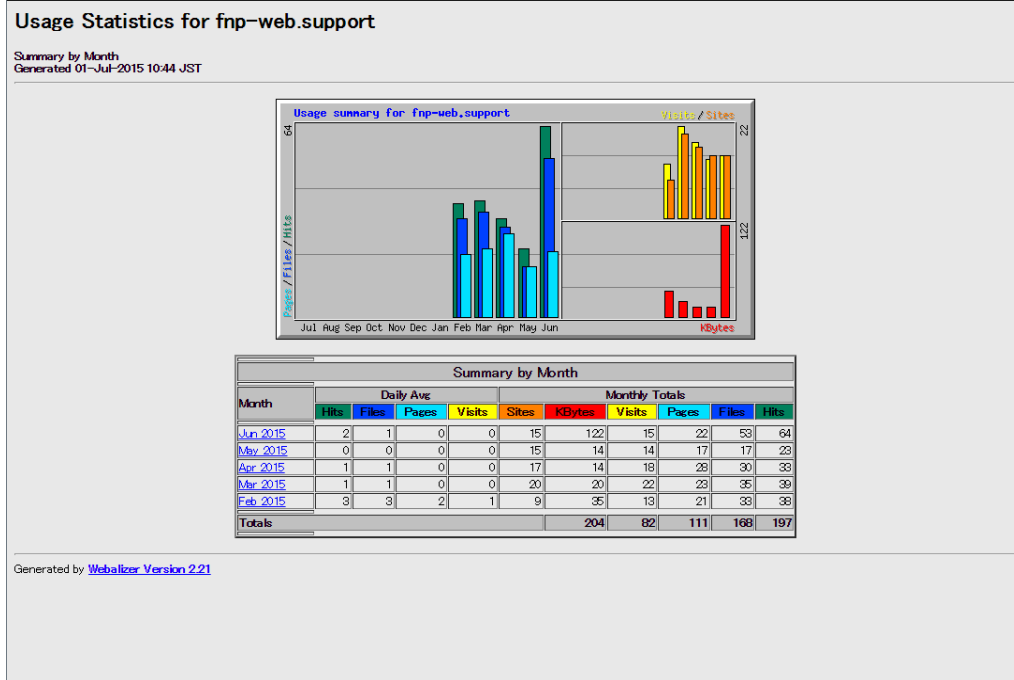 Usage Statistics for fnp-web.support
Summary by Month
Generated 01-Jul-2015 10:44 JST
Usage summary for fnp-web.support
Visits/Sites
64
22
Pages/Files/Hits
122
Jul Aug Sep Oct Nov Dec Jan Feb Mar Apr May Jun
KBytes
Summary by Month
Month Daily Avg Monthly Totals
Hits Files Pages Visits Sites KBytes Visits Pages Files Hits
Jun 2015 2 1 0 0 15 122 15 22 53 64
May 2015 0 0 0 0 15 14 14 17 17 23
Apr 2015 1 1 0 0 17 14 18 28 30 33
Mar 2015 1 1 0 0 20 20 22 23 35 39
Feb 2015 3 3 2 1 9 35 13 21 33 38
Totals 204 82 111 168 197
Generated by Webalizer Version 2.21